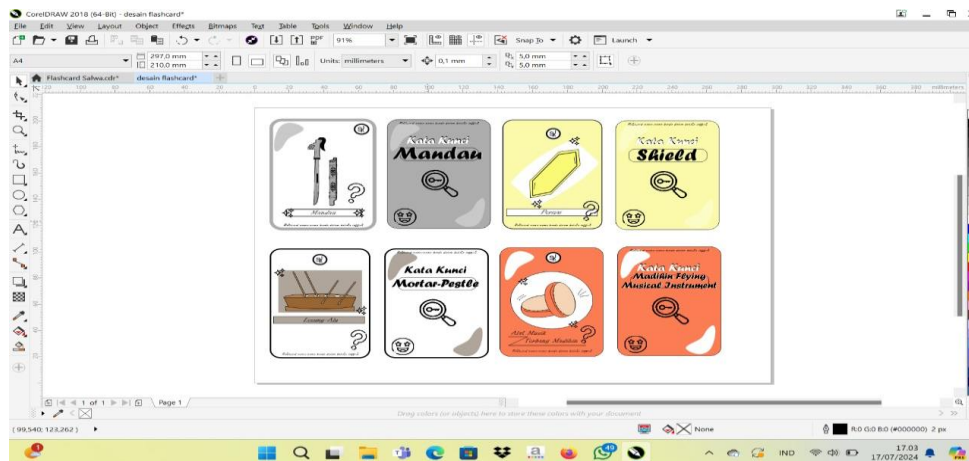 CorelDRAW 2018 (64-Bit) - desain flashcard*
File Edit View Layout Object Effects Bitmaps Text Table Tools Window Help
91% Snap To Launch
A4 297,0 mm 210,0 mm Units: millimeters 0,1 mm 5,0 mm 5,0 mm
Flashcard Salwa.cdr* desain flashcard*
millimeters
Kata Kunci
Mandau
Kata Kunci
Shield
Mandau
Perisai
Kata Kunci
Mortar-Pestle
Kata Kunci
Madihin Flying
Musical Instrument
Lesung-Alu
Alat Musik
Terbang Madihin
1 of 1 Page 1
Drag colors (or objects) here to store these colors with your document
(99,540; 123,262) None R:0 G:0 B:0 (#000000) 2 px
IND 17.03
17/07/2024